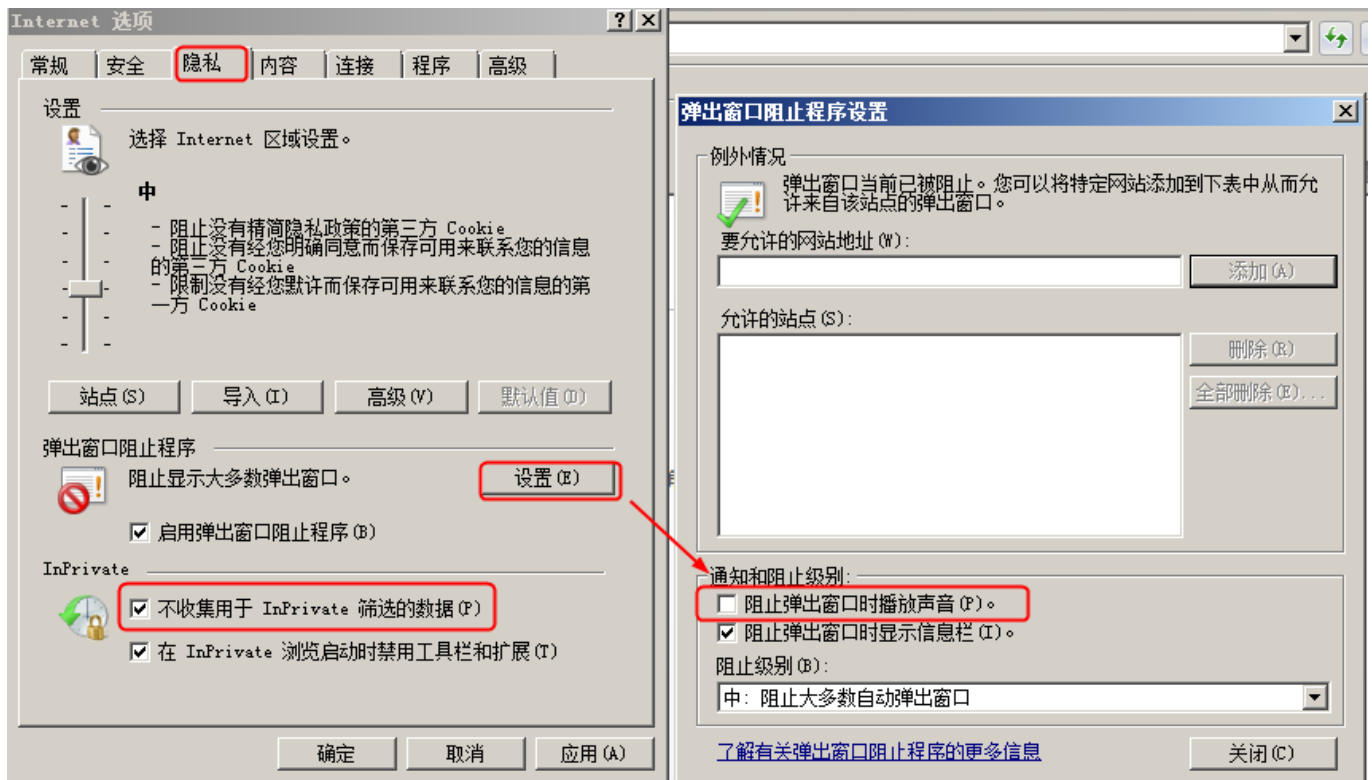 Internet 选项
常规
安全
隐私
内容
连接
程序
高级
设置
选择 Internet 区域设置。
中
- 阻止没有精简隐私政策的第三方 Cookie
- 阻止没有经您明确同意而保存可用来联系您的信息
的第三方 Cookie
- 限制没有经您默许而保存可用来联系您的信息的第
一方 Cookie
站点(S)
导入(I)
高级(V)
默认值(D)
弹出窗口阻止程序
阻止显示大多数弹出窗口。
设置(E)
启用弹出窗口阻止程序(B)
InPrivate
不收集用于 InPrivate 筛选的数据(P)
在 InPrivate 浏览启动时禁用工具栏和扩展(T)
确定
取消
应用(A)
弹出窗口阻止程序设置
例外情况
弹出窗口当前已被阻止。您可以将特定网站添加到下表中从而允
许来自该站点的弹出窗口。
要允许的网站地址(W):
添加(A)
允许的站点(S):
删除(R)
全部删除(E)...
通知和阻止级别:
阻止弹出窗口时播放声音(P)。
阻止弹出窗口时显示信息栏(I)。
阻止级别(B):
中: 阻止大多数自动弹出窗口
了解有关弹出窗口阻止程序的更多信息
关闭(C)